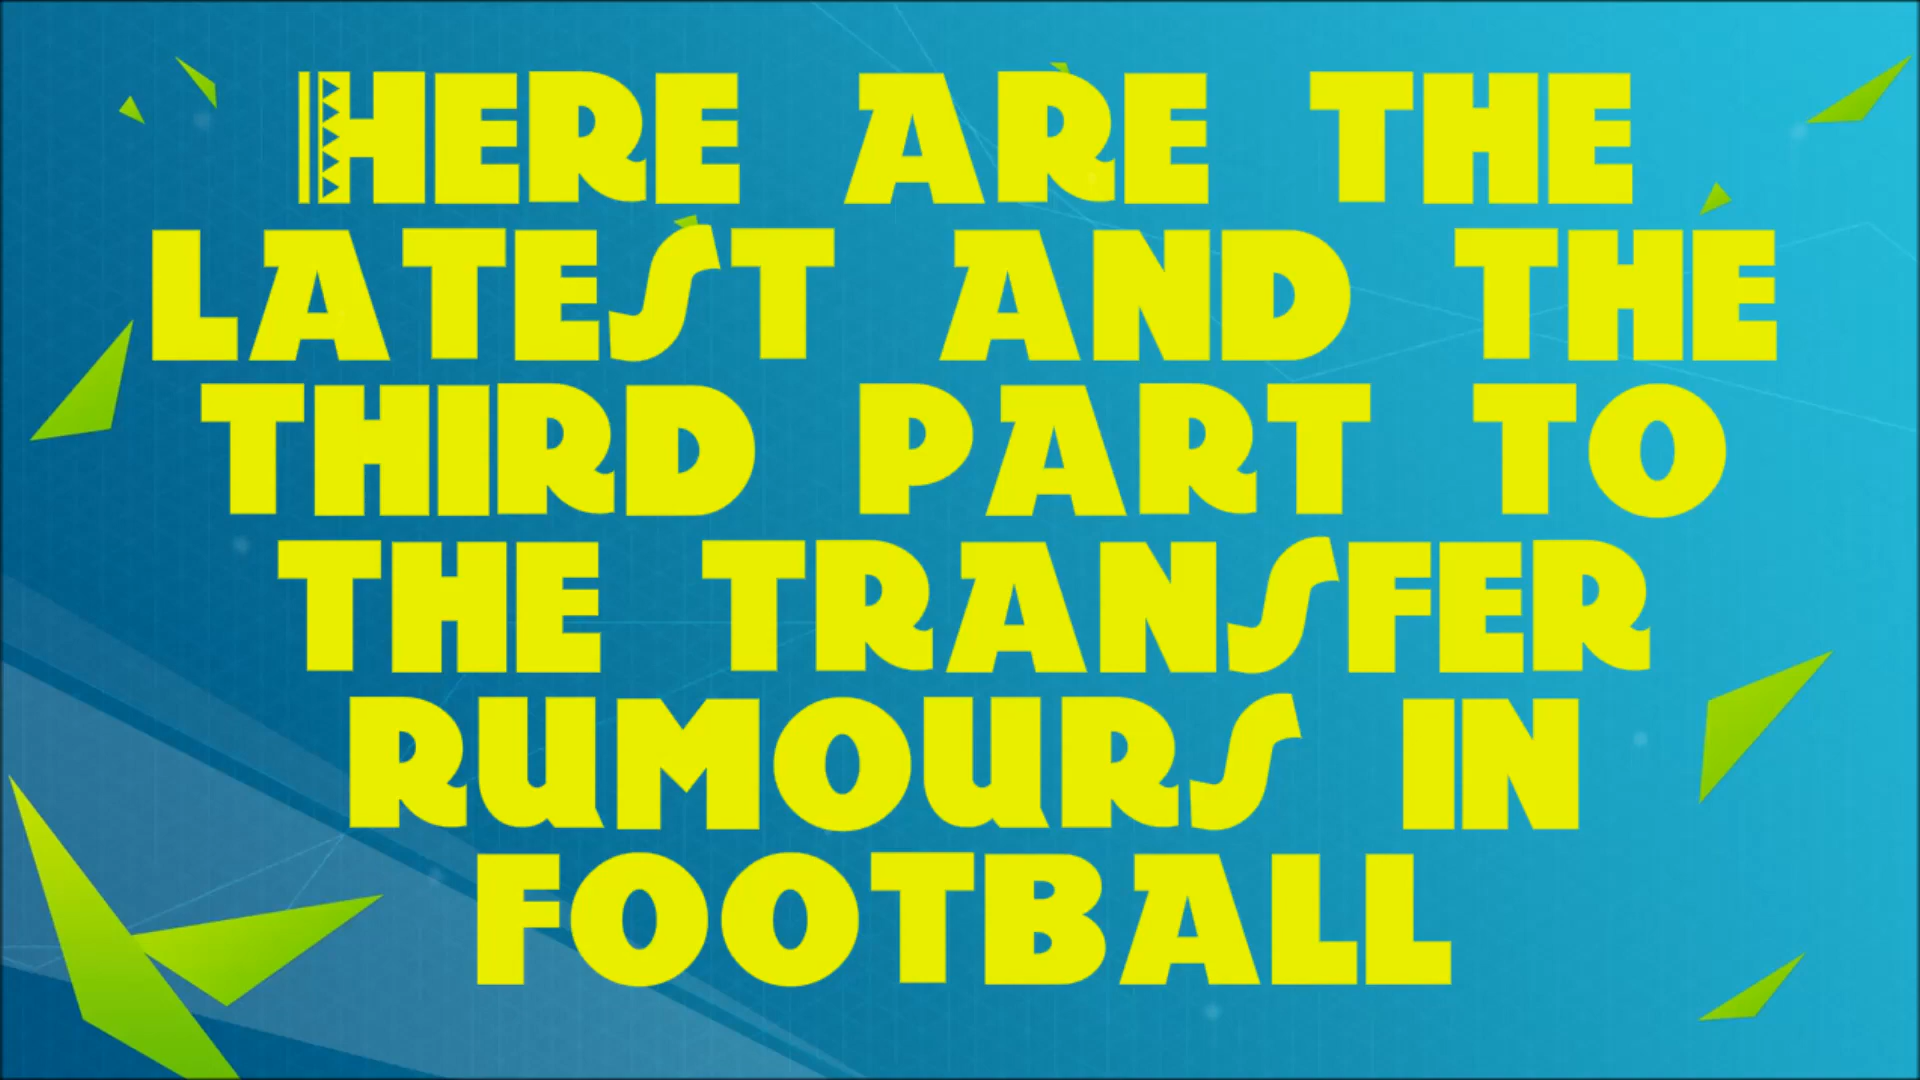 HERE ARE THE
LATEST AND THE
THIRD PART TO
THE TRANSFER
RUMOURS IN
FOOTBALL